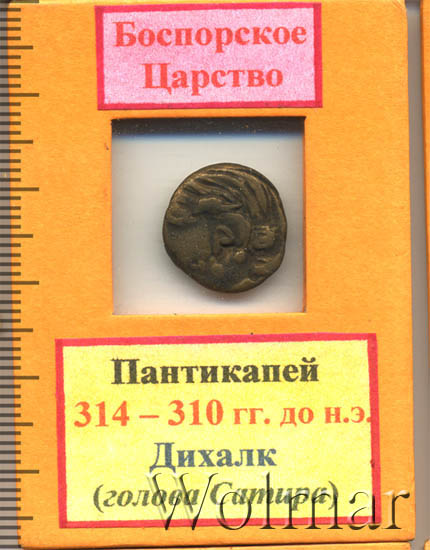 Боспорское
Царство
Пантикапей
314 – 310 гг. до н.э.
Дихалк
(голова Сатира)
Wolmar